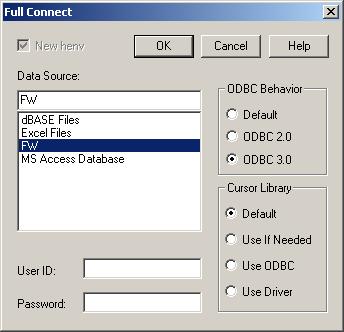 Full Connect
New henv
OK
Cancel
Help
Data Source:
FW
dBASE Files
Excel Files
FW
MS Access Database
User ID:
Password:
ODBC Behavior
Default
ODBC 2.0
ODBC 3.0
Cursor Library
Default
Use If Needed
Use ODBC
Use Driver